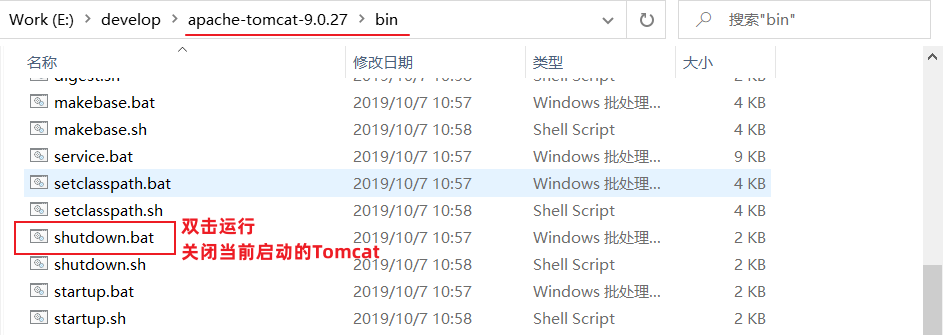 Work (E:) > develop > apache-tomcat-9.0.27 > bin
搜索"bin"
名称 修改日期 类型 大小
digest.sh 2019/10/7 10:58 Shell Script 2 KB
makebase.bat 2019/10/7 10:57 Windows 批处理... 4 KB
makebase.sh 2019/10/7 10:58 Shell Script 4 KB
service.bat 2019/10/7 10:57 Windows 批处理... 9 KB
setclasspath.bat 2019/10/7 10:57 Windows 批处理... 4 KB
setclasspath.sh 2019/10/7 10:58 Shell Script 4 KB
shutdown.bat 2019/10/7 10:57 Windows 批处理... 2 KB
双击运行
关闭当前启动的Tomcat
shutdown.sh 2019/10/7 10:58 Shell Script 2 KB
startup.bat 2019/10/7 10:57 Windows 批处理... 2 KB
startup.sh 2019/10/7 10:58 Shell Script 2 KB